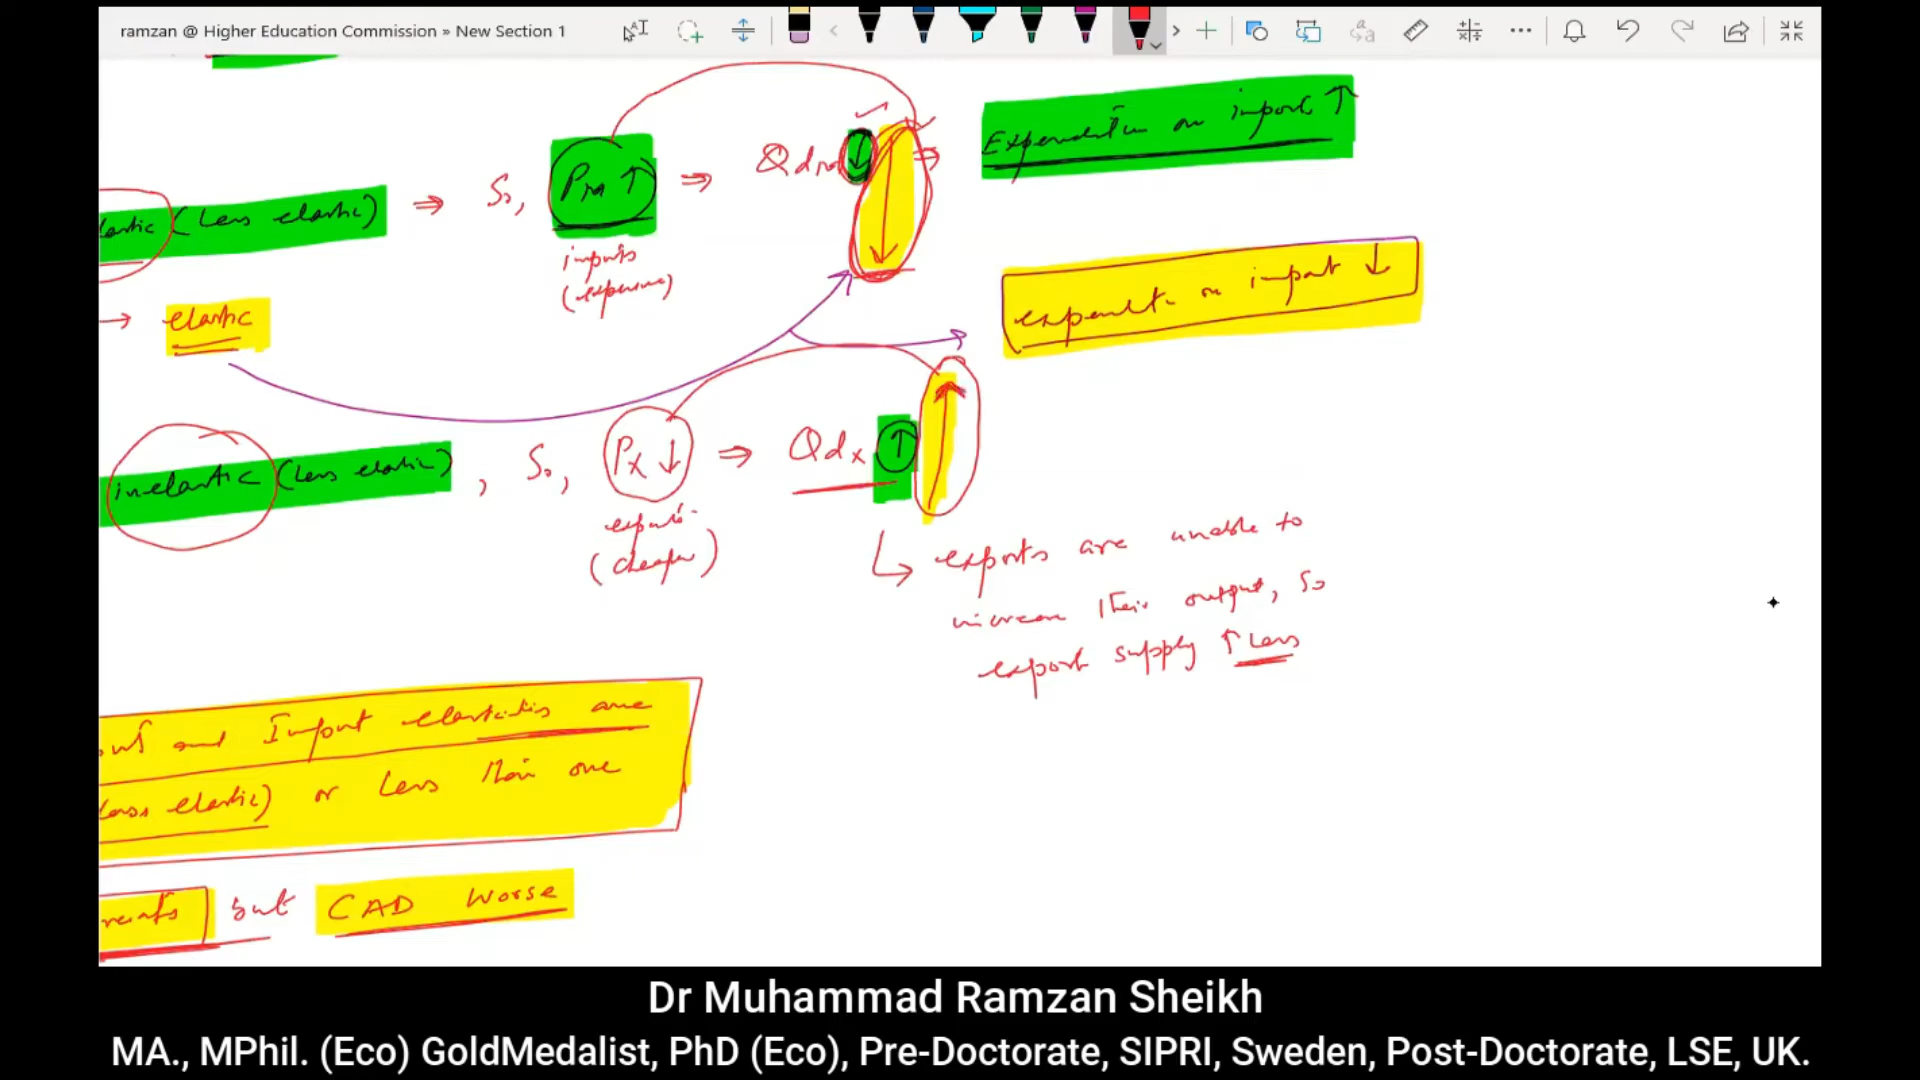 ramzan @ Higher Education Commission » New Section 1
Expenditure on import ↑
lastic (Less elastic) ⇒ So, Pm ↑ ⇒ Qdm ↓ ⇒
imports
(expensive)
→ elastic
expenditure on import ↓
inelastic (Less elastic), So, Px ↓ ⇒ Qdx ↑
exports
(cheaper)
↳ exports are unable to
increase their output, So
export supply ↑ Less
and Import elasticities are
(Less elastic) or Less than one
but CAD Worse
Dr Muhammad Ramzan Sheikh
MA., MPhil. (Eco) GoldMedalist, PhD (Eco), Pre-Doctorate, SIPRI, Sweden, Post-Doctorate, LSE, UK.